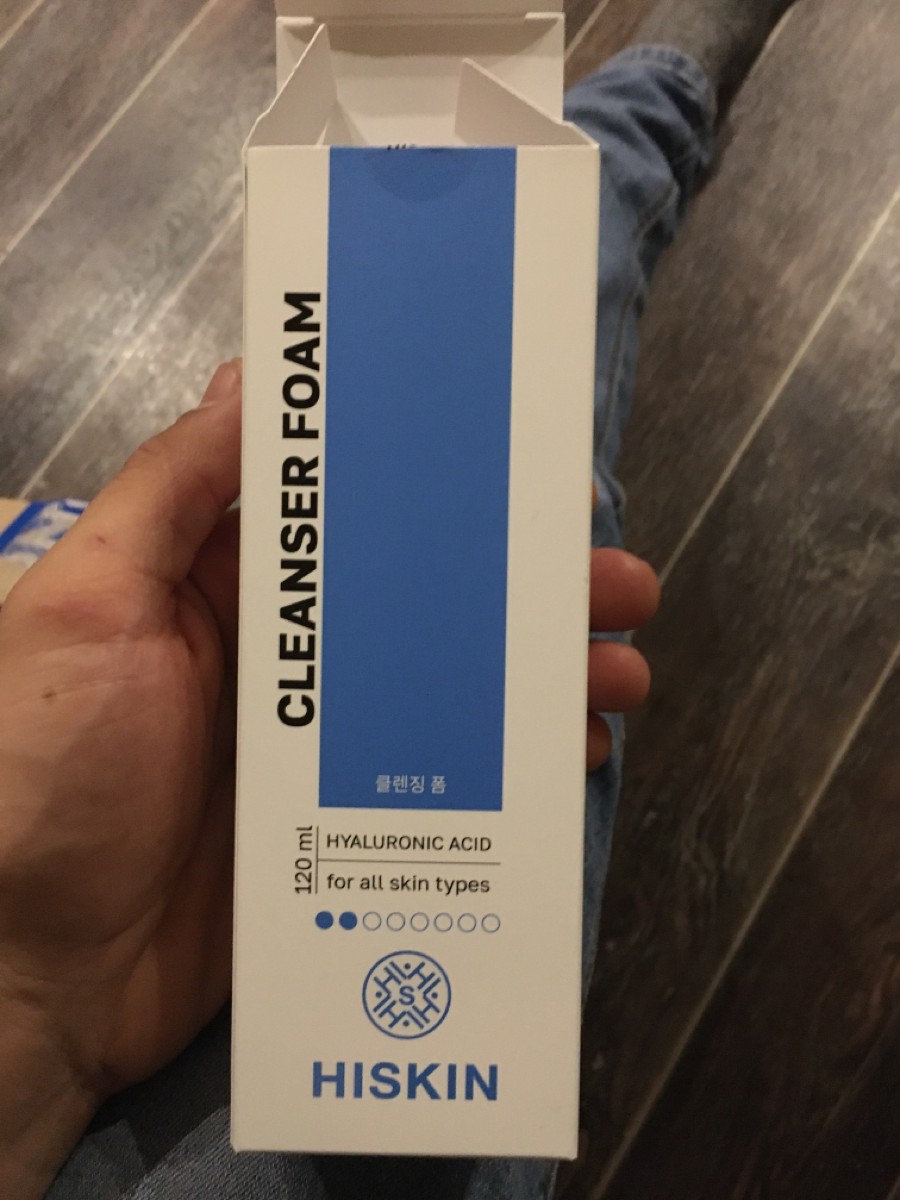 CLEANSER FOAM
클렌징 폼
120 ml
HYALURONIC ACID
for all skin types
S
HISKIN